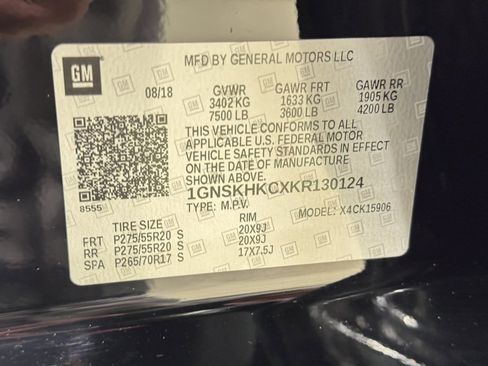 MFD BY GENERAL MOTORS LLC
GM
08/18 GVWR GAWR FRT GAWR RR
3402 KG 1633 KG 1905 KG
7500 LB 3600 LB 4200 LB
THIS VEHICLE CONFORMS TO ALL
APPLICABLE U.S. FEDERAL MOTOR
VEHICLE SAFETY STANDARDS IN EFFECT
ON THE DATE OF MANUFACTURE
SHOWN ABOVE.
8555
1GNSKHKCXKR130124
TYPE: M.P.V. MODEL: X4CK15906
TIRE SIZE RIM
FRT P275/55R20 S 20X9J
RR P275/55R20 S 20X9J
SPA P265/70R17 S 17X7.5J